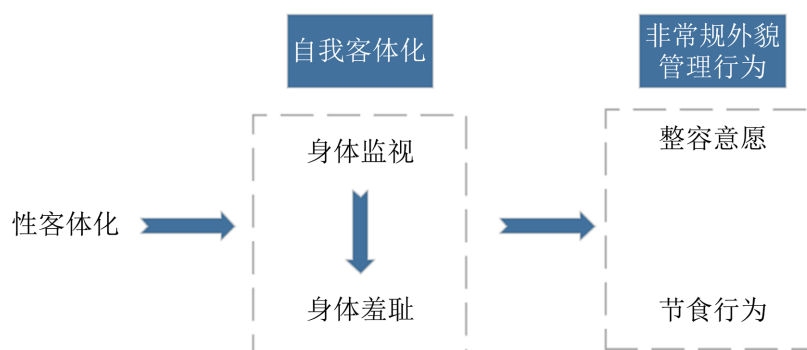 自我客体化
非常规外貌
管理行为
身体监视
整容意愿
性客体化
身体羞耻
节食行为